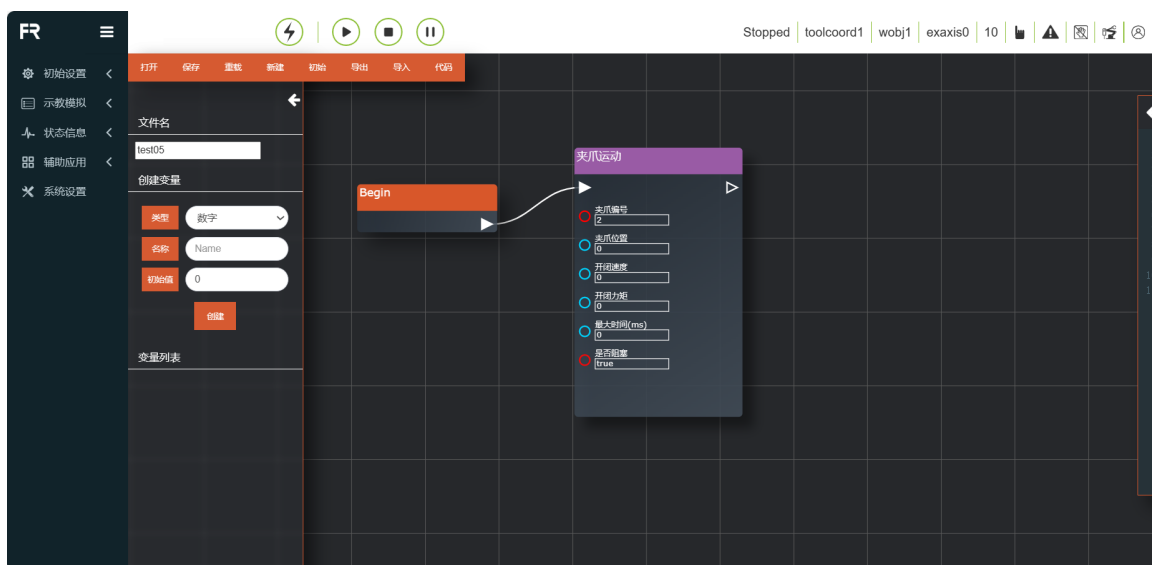 FR
Stopped toolcoord1 wobj1 exaxis0 10
初始设置
示教模拟
状态信息
辅助应用
系统设置
打开 保存 重载 新建 初始 导出 导入 代码
文件名
test05
创建变量
类型 数字
名称 Name
初始值 0
创建
变量列表
Begin
夹爪运动
夹爪编号
2
夹爪位置
0
开闭速度
0
开闭力矩
0
最大时间(ms)
0
是否阻塞
true
1
1